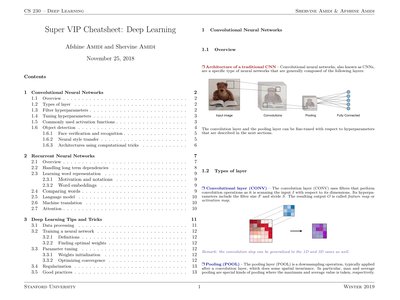 CS 230 – Deep Learning
Shervine Amidi & Afshine Amidi
Super VIP Cheatsheet: Deep Learning
Afshine Amidi and Shervine Amidi
November 25, 2018
Contents
1 Convolutional Neural Networks 2
1.1 Overview 2
1.2 Types of layer 2
1.3 Filter hyperparameters 2
1.4 Tuning hyperparameters 3
1.5 Commonly used activation functions 3
1.6 Object detection 4
1.6.1 Face verification and recognition 5
1.6.2 Neural style transfer 5
1.6.3 Architectures using computational tricks 6
2 Recurrent Neural Networks 7
2.1 Overview 7
2.2 Handling long term dependencies 8
2.3 Learning word representation 9
2.3.1 Motivation and notations 9
2.3.2 Word embeddings 9
2.4 Comparing words 9
2.5 Language model 10
2.6 Machine translation 10
2.7 Attention 10
3 Deep Learning Tips and Tricks 11
3.1 Data processing 11
3.2 Training a neural network 12
3.2.1 Definitions 12
3.2.2 Finding optimal weights 12
3.3 Parameter tuning 12
3.3.1 Weights initialization 12
3.3.2 Optimizing convergence 12
3.4 Regularization 13
3.5 Good practices 13
1 Convolutional Neural Networks
1.1 Overview
❒ Architecture of a traditional CNN – Convolutional neural networks, also known as CNNs,
are a specific type of neural networks that are generally composed of the following layers:
Input image
Convolutions
Pooling
Fully Connected
The convolution layer and the pooling layer can be fine-tuned with respect to hyperparameters
that are described in the next sections.
1.2 Types of layer
❒ Convolutional layer (CONV) – The convolution layer (CONV) uses filters that perform
convolution operations as it is scanning the input I with respect to its dimensions. Its hyperpa-
rameters include the filter size F and stride S. The resulting output O is called feature map or
activation map.
Remark: the convolution step can be generalized to the 1D and 3D cases as well.
❒ Pooling (POOL) – The pooling layer (POOL) is a downsampling operation, typically
applied after a convolution layer, which does some spatial invariance. In particular, max and average
pooling are special kinds of pooling where the maximum and average value is taken, respectively.
Stanford University
1
Winter 2019